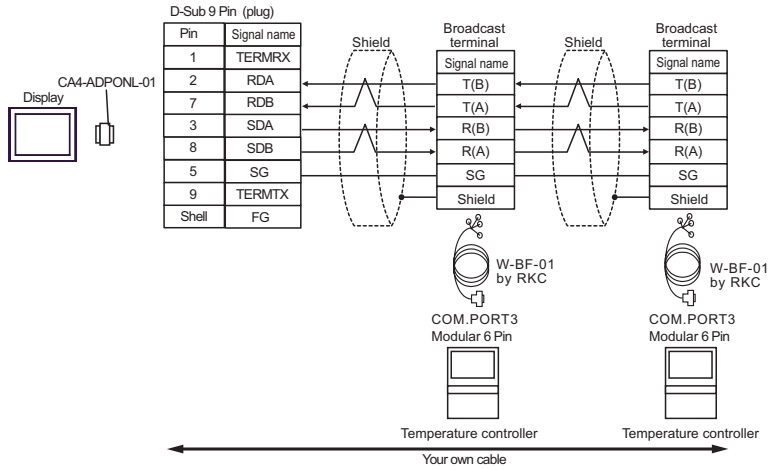 D-Sub 9 Pin (plug)
Pin Signal name
1 TERMRX
2 RDA
7 RDB
3 SDA
8 SDB
5 SG
9 TERMTX
Shell FG
CA4-ADPONL-01
Display
Shield
Broadcast
terminal
Signal name
T(B)
T(A)
R(B)
R(A)
SG
Shield
Shield
Broadcast
terminal
Signal name
T(B)
T(A)
R(B)
R(A)
SG
Shield
W-BF-01
by RKC
W-BF-01
by RKC
COM.PORT3
Modular 6 Pin
COM.PORT3
Modular 6 Pin
Temperature controller
Temperature controller
Your own cable